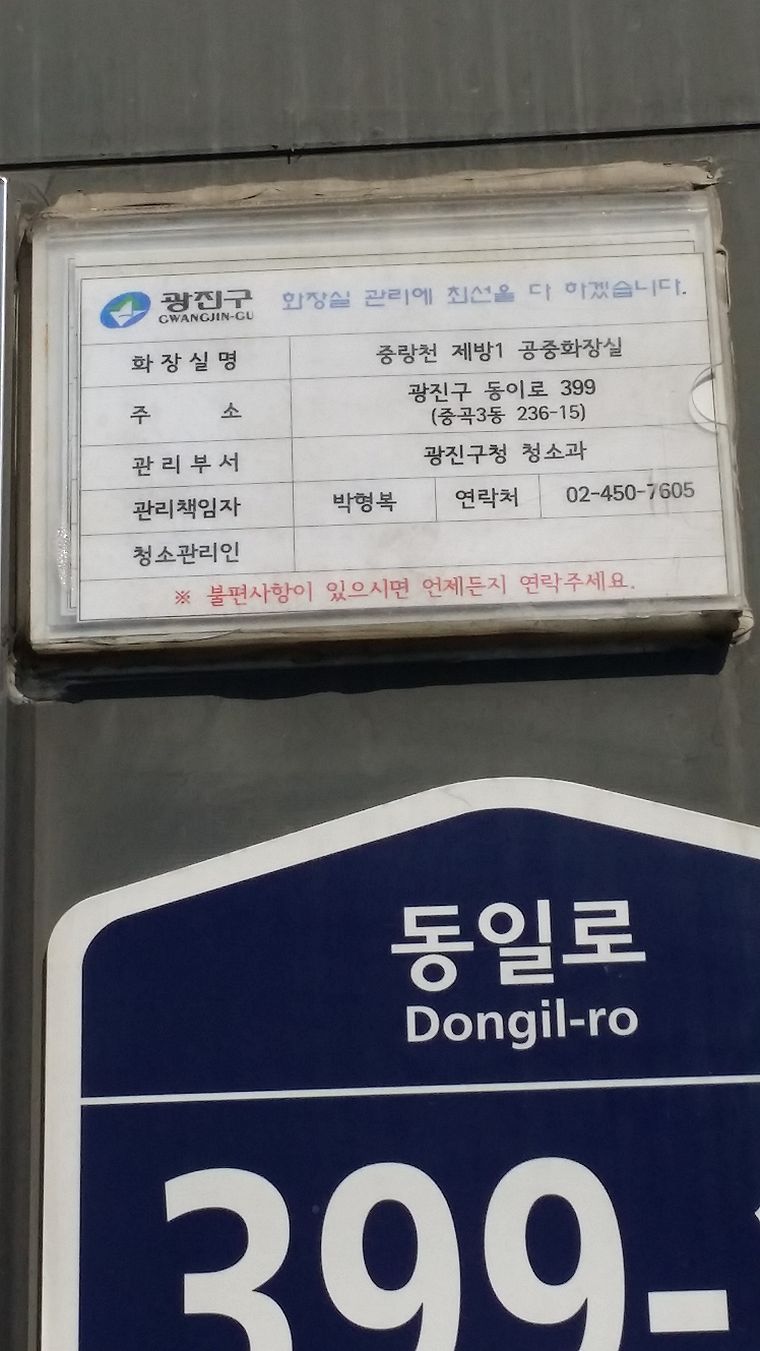 광진구 화장실 관리에 최선을 다 하겠습니다.
GWANGJIN-GU
화장실명 중랑천 제방1 공중화장실
주 소 광진구 동이로 399
(중곡3동 236-15)
관리부서 광진구청 청소과
관리책임자 박형복 연락처 02-450-7605
청소관리인
※ 불편사항이 있으시면 언제든지 연락주세요.
동일로
Dongil-ro
399-